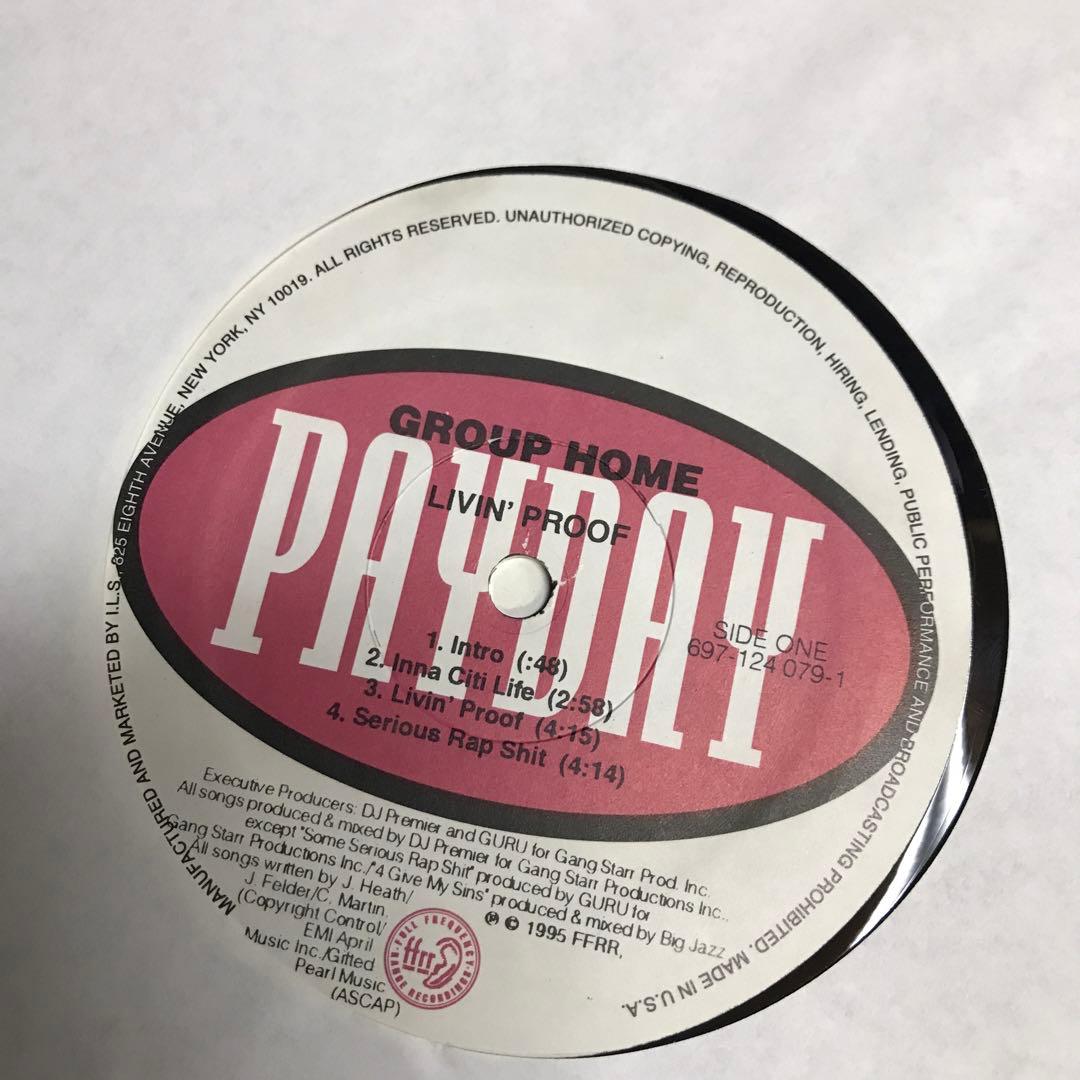 MANUFACTURED AND MARKETED BY I.L.S., 825 EIGHTH AVENUE, NEW YORK, NY 10019. ALL RIGHTS RESERVED. UNAUTHORIZED COPYING, REPRODUCTION, HIRING, LENDING, PUBLIC PERFORMANCE AND BROADCASTING PROHIBITED. MADE IN U.S.A.
GROUP HOME
PAYDAY
LIVIN' PROOF
SIDE ONE
697-124 079-1
1. Intro (:48)
2. Inna Citi Life (2:58)
3. Livin' Proof (4:15)
4. Serious Rap Shit (4:14)
Executive Producers: DJ Premier and GURU for Gang Starr Prod. Inc.
All songs produced & mixed by DJ Premier for Gang Starr Productions Inc.,
except "Some Serious Rap Shit" produced by GURU for
Gang Starr Productions Inc./"4 Give My Sins" produced & mixed by Big Jazz
All songs written by J. Heath/
J. Felder/C. Martin,
(Copyright Control/
EMI April
Music Inc./Gifted
Pearl Music
(ASCAP)
℗ © 1995 FFRR,
FULL FREQUENCY
RANGE RECORDINGS
ffrr